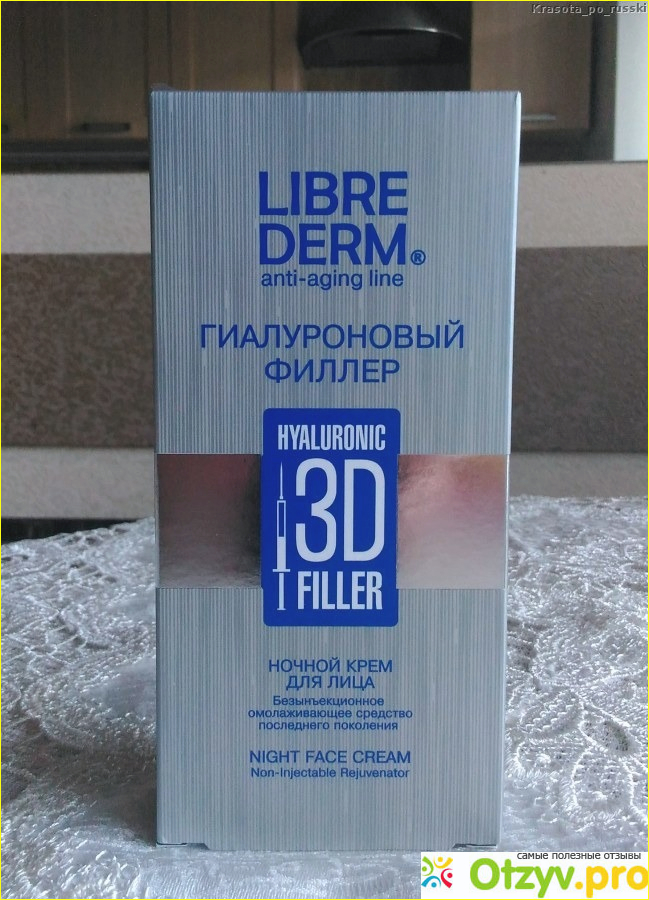 Krasota_po_russki
LIBRE
DERM®
anti-aging line
ГИАЛУРОНОВЫЙ
ФИЛЛЕР
HYALURONIC
3D
FILLER
НОЧНОЙ КРЕМ
ДЛЯ ЛИЦА
Безынъекционное
омолаживающее средство
последнего поколения
NIGHT FACE CREAM
Non-Injectable Rejuvenator
самые полезные отзывы
Otzyv.pro